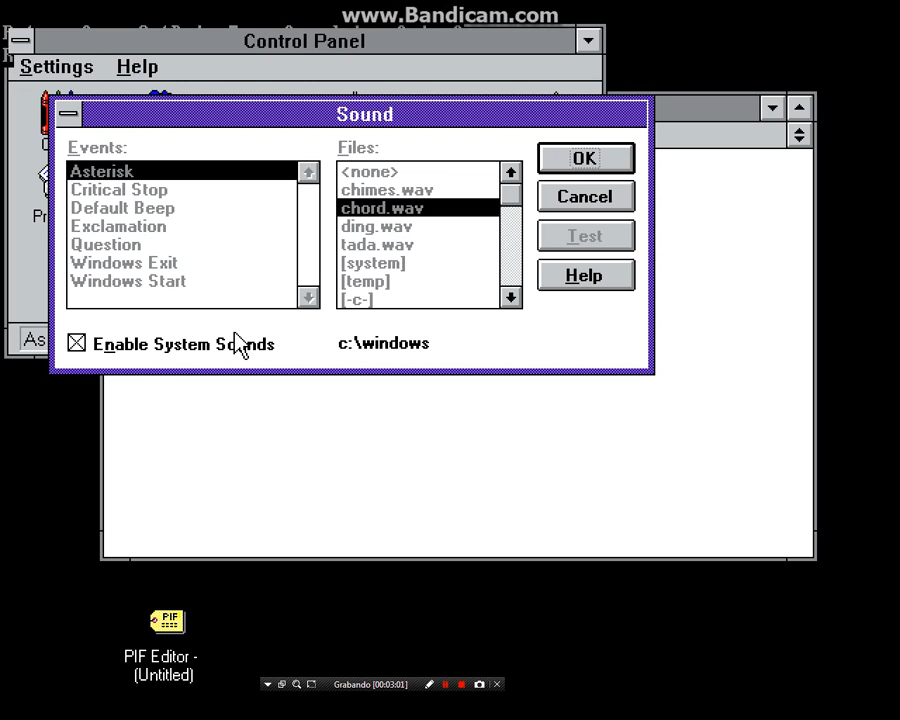 www.Bandicam.com
Control Panel
Settings Help
Sound
Events:
Asterisk
Critical Stop
Default Beep
Exclamation
Question
Windows Exit
Windows Start
Enable System Sounds
Files:
<none>
chimes.wav
chord.wav
ding.wav
tada.wav
[system]
[temp]
[-c-]
c:\windows
OK
Cancel
Test
Help
As
PIF
PIF Editor -
(Untitled)
Grabando [00:03:01]